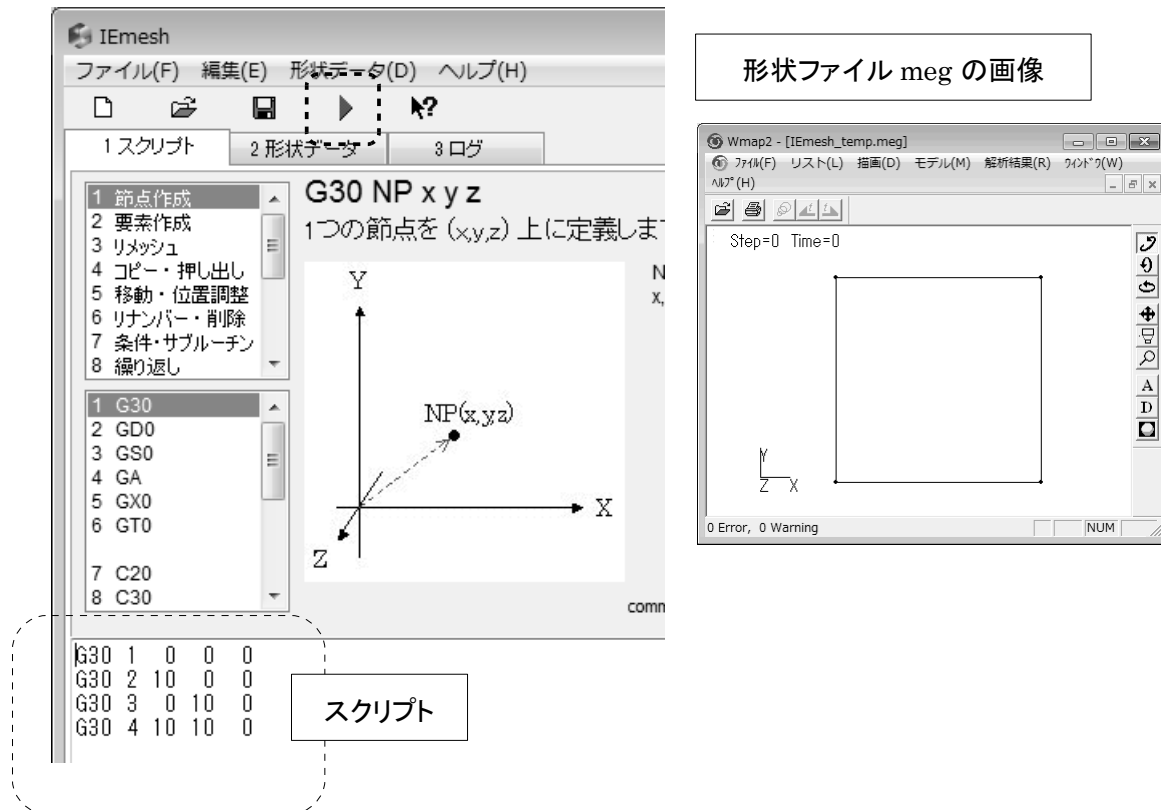 IEmesh
ファイル(F) 編集(E) 形状データ(D) ヘルプ(H)
1 スクリプト 2 形状データ 3 ログ
1 節点作成
2 要素作成
3 リメッシュ
4 コピー・押し出し
5 移動・位置調整
6 リナンバー・削除
7 条件・サブルーチン
8 繰り返し
1 G30
2 GD0
3 GS0
4 GA
5 GX0
6 GT0
7 C20
8 C30
G30 NP x y z
1つの節点を (x,y,z) 上に定義しま
N
x,
Y
NP(x,y,z)
X
Z
comm
G30 1 0 0 0
G30 2 10 0 0
G30 3 0 10 0
G30 4 10 10 0
スクリプト
形状ファイル meg の画像
Wmap2 - [IEmesh_temp.meg]
ファイル(F) リスト(L) 描画(D) モデル(M) 解析結果(R) ウィンドウ(W)
ヘルプ(H)
Step=0 Time=0
Y
Z X
A
D
0 Error, 0 Warning NUM